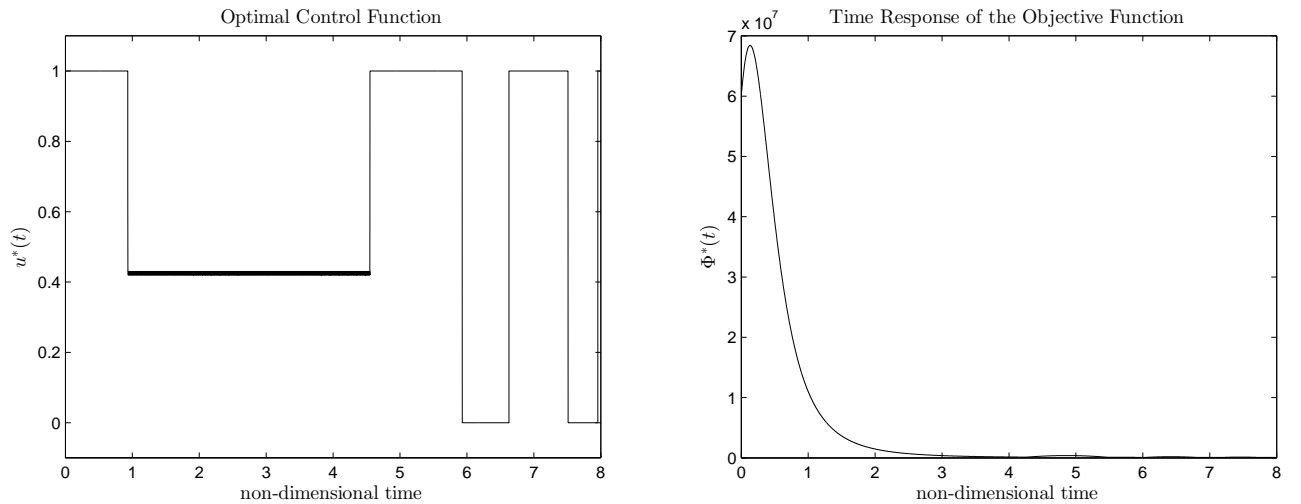 Optimal Control Function
1
0.8
0.6
0.4
0.2
0
u*(t)
0 1 2 3 4 5 6 7 8
non-dimensional time
Time Response of the Objective Function
7 x 10^7
6
5
4
3
2
1
0
Φ*(t)
0 1 2 3 4 5 6 7 8
non-dimensional time